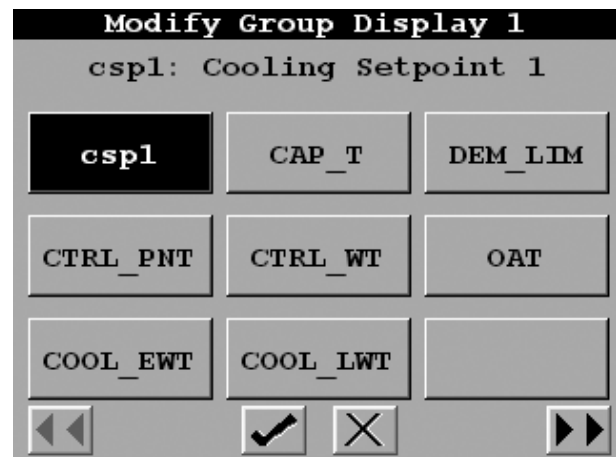 Modify Group Display 1
csp1: Cooling Setpoint 1
csp1 CAP_T DEM_LIM
CTRL_PNT CTRL_WT OAT
COOL_EWT COOL_LWT